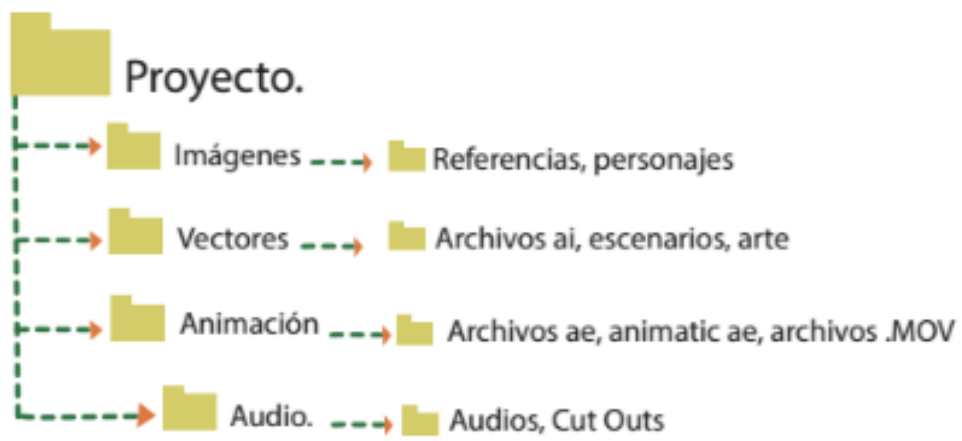 Proyecto.
Imágenes
Referencias, personajes
Vectores
Archivos ai, escenarios, arte
Animación
Archivos ae, animatic ae, archivos .MOV
Audio.
Audios, Cut Outs